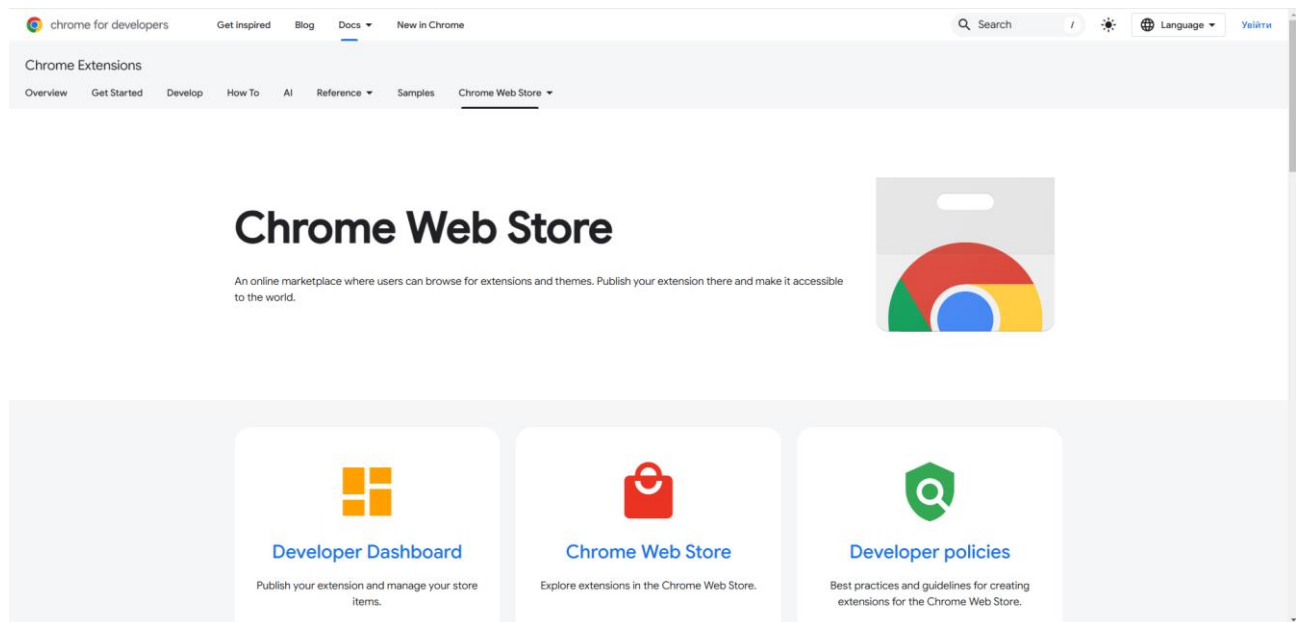 chrome for developers Get inspired Blog Docs New in Chrome Search / Language Увійти
Chrome Extensions
Overview Get Started Develop How To AI Reference Samples Chrome Web Store
Chrome Web Store
An online marketplace where users can browse for extensions and themes. Publish your extension there and make it accessible
to the world.
Developer Dashboard
Publish your extension and manage your store
items.
Chrome Web Store
Explore extensions in the Chrome Web Store.
Developer policies
Best practices and guidelines for creating
extensions for the Chrome Web Store.